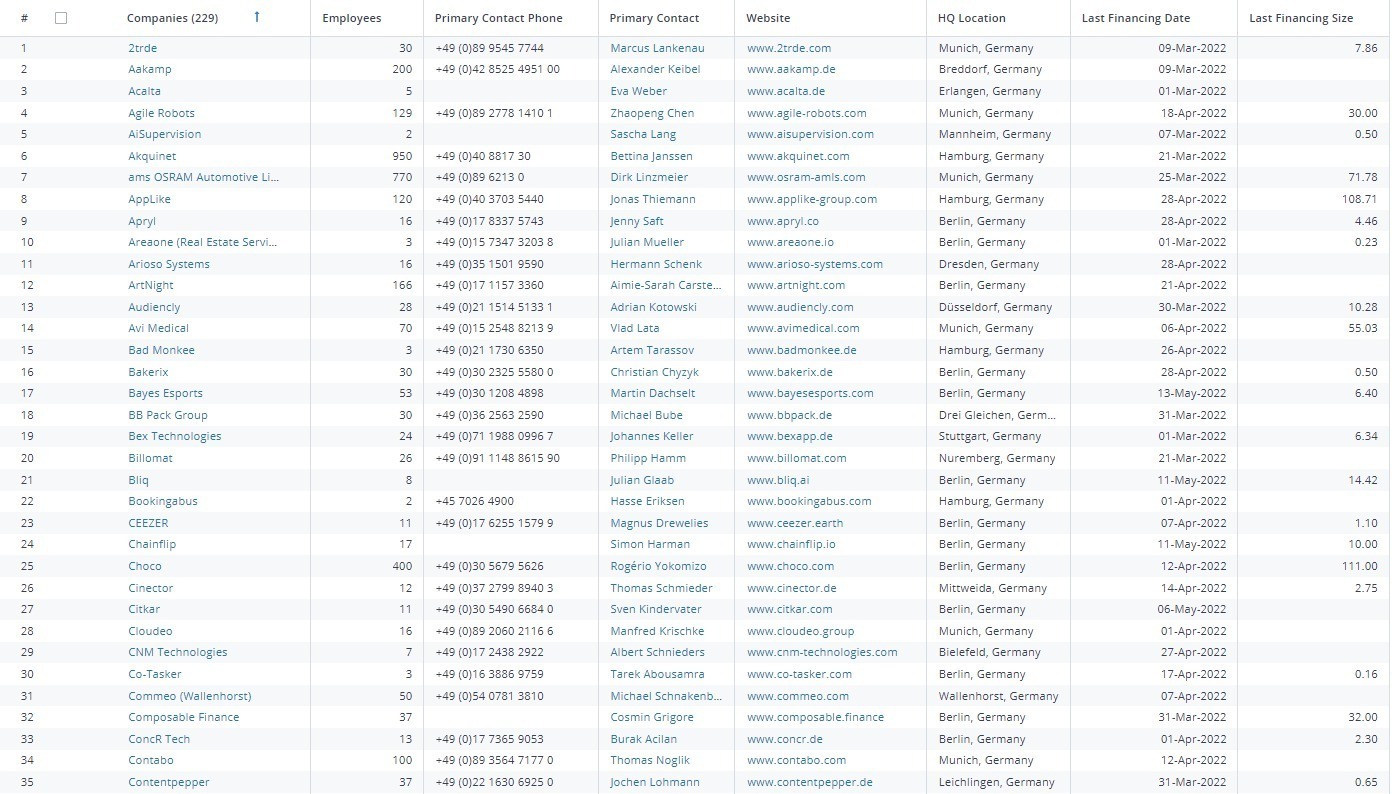 # Companies (229) ↑ Employees Primary Contact Phone Primary Contact Website HQ Location Last Financing Date Last Financing Size
1 2trde 30 +49 (0)89 9545 7744 Marcus Lankenau www.2trde.com Munich, Germany 09-Mar-2022 7.86
2 Aakamp 200 +49 (0)42 8525 4951 00 Alexander Keibel www.aakamp.de Breddorf, Germany 09-Mar-2022
3 Acalta 5 Eva Weber www.acalta.de Erlangen, Germany 01-Mar-2022
4 Agile Robots 129 +49 (0)89 2778 1410 1 Zhaopeng Chen www.agile-robots.com Munich, Germany 18-Apr-2022 30.00
5 AiSupervision 2 Sascha Lang www.aisupervision.com Mannheim, Germany 07-Mar-2022 0.50
6 Akquinet 950 +49 (0)40 8817 30 Bettina Janssen www.akquinet.com Hamburg, Germany 21-Mar-2022
7 ams OSRAM Automotive Li... 770 +49 (0)89 6213 0 Dirk Linzmeier www.osram-amls.com Munich, Germany 25-Mar-2022 71.78
8 AppLike 120 +49 (0)40 3703 5440 Jonas Thiemann www.applike-group.com Hamburg, Germany 28-Apr-2022 108.71
9 Apryl 16 +49 (0)17 8337 5743 Jenny Saft www.apryl.co Berlin, Germany 28-Apr-2022 4.46
10 Areaone (Real Estate Servi... 3 +49 (0)15 7347 3203 8 Julian Mueller www.areaone.io Berlin, Germany 01-Mar-2022 0.23
11 Arioso Systems 16 +49 (0)35 1501 9590 Hermann Schenk www.arioso-systems.com Dresden, Germany 28-Apr-2022
12 ArtNight 166 +49 (0)17 1157 3360 Aimie-Sarah Carste... www.artnight.com Berlin, Germany 21-Apr-2022
13 Audiencly 28 +49 (0)21 1514 5133 1 Adrian Kotowski www.audiencly.com Düsseldorf, Germany 30-Mar-2022 10.28
14 Avi Medical 70 +49 (0)15 2548 8213 9 Vlad Lata www.avimedical.com Munich, Germany 06-Apr-2022 55.03
15 Bad Monkee 3 +49 (0)21 1730 6350 Artem Tarassov www.badmonkee.de Hamburg, Germany 26-Apr-2022
16 Bakerix 30 +49 (0)30 2325 5580 0 Christian Chyzyk www.bakerix.de Berlin, Germany 28-Apr-2022 0.50
17 Bayes Esports 53 +49 (0)30 1208 4898 Martin Dachselt www.bayesesports.com Berlin, Germany 13-May-2022 6.40
18 BB Pack Group 30 +49 (0)36 2563 2590 Michael Bube www.bbpack.de Drei Gleichen, Germ... 31-Mar-2022
19 Bex Technologies 24 +49 (0)71 1988 0996 7 Johannes Keller www.bexapp.de Stuttgart, Germany 01-Mar-2022 6.34
20 Billomat 26 +49 (0)91 1148 8615 90 Philipp Hamm www.billomat.com Nuremberg, Germany 21-Mar-2022
21 Bliq 8 Julian Glaab www.bliq.ai Berlin, Germany 11-May-2022 14.42
22 Bookingabus 2 +45 7026 4900 Hasse Eriksen www.bookingabus.com Hamburg, Germany 01-Apr-2022
23 CEEZER 11 +49 (0)17 6255 1579 9 Magnus Drewelies www.ceezer.earth Berlin, Germany 07-Apr-2022 1.10
24 Chainflip 17 Simon Harman www.chainflip.io Berlin, Germany 11-May-2022 10.00
25 Choco 400 +49 (0)30 5679 5626 Rogério Yokomizo www.choco.com Berlin, Germany 12-Apr-2022 111.00
26 Cinector 12 +49 (0)37 2799 8940 3 Thomas Schmieder www.cinector.de Mittweida, Germany 14-Apr-2022 2.75
27 Citkar 11 +49 (0)30 5490 6684 0 Sven Kindervater www.citkar.com Berlin, Germany 06-May-2022
28 Cloudeo 16 +49 (0)89 2060 2116 6 Manfred Krischke www.cloudeo.group Munich, Germany 01-Apr-2022
29 CNM Technologies 7 +49 (0)17 2438 2922 Albert Schnieders www.cnm-technologies.com Bielefeld, Germany 27-Apr-2022
30 Co-Tasker 3 +49 (0)16 3886 9759 Tarek Abousamra www.co-tasker.com Berlin, Germany 17-Apr-2022 0.16
31 Commeo (Wallenhorst) 50 +49 (0)54 0781 3810 Michael Schnakenb... www.commeo.com Wallenhorst, Germany 07-Apr-2022
32 Composable Finance 37 Cosmin Grigore www.composable.finance Berlin, Germany 31-Mar-2022 32.00
33 ConcR Tech 13 +49 (0)17 7365 9053 Burak Acilan www.concr.de Berlin, Germany 01-Apr-2022 2.30
34 Contabo 100 +49 (0)89 3564 7177 0 Thomas Noglik www.contabo.com Munich, Germany 12-Apr-2022
35 Contentpepper 37 +49 (0)22 1630 6925 0 Jochen Lohmann www.contentpepper.de Leichlingen, Germany 31-Mar-2022 0.65